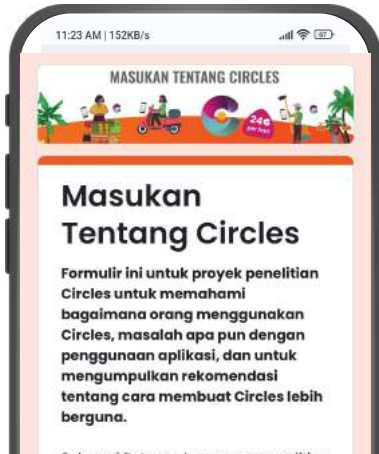 11:23 AM | 152KB/s
67
MASUKAN TENTANG CIRCLES
24C
per hari
Masukan
Tentang Circles
Formulir ini untuk proyek penelitian
Circles untuk memahami
bagaimana orang menggunakan
Circles, masalah apa pun dengan
penggunaan aplikasi, dan untuk
mengumpulkan rekomendasi
tentang cara membuat Circles lebih
berguna.